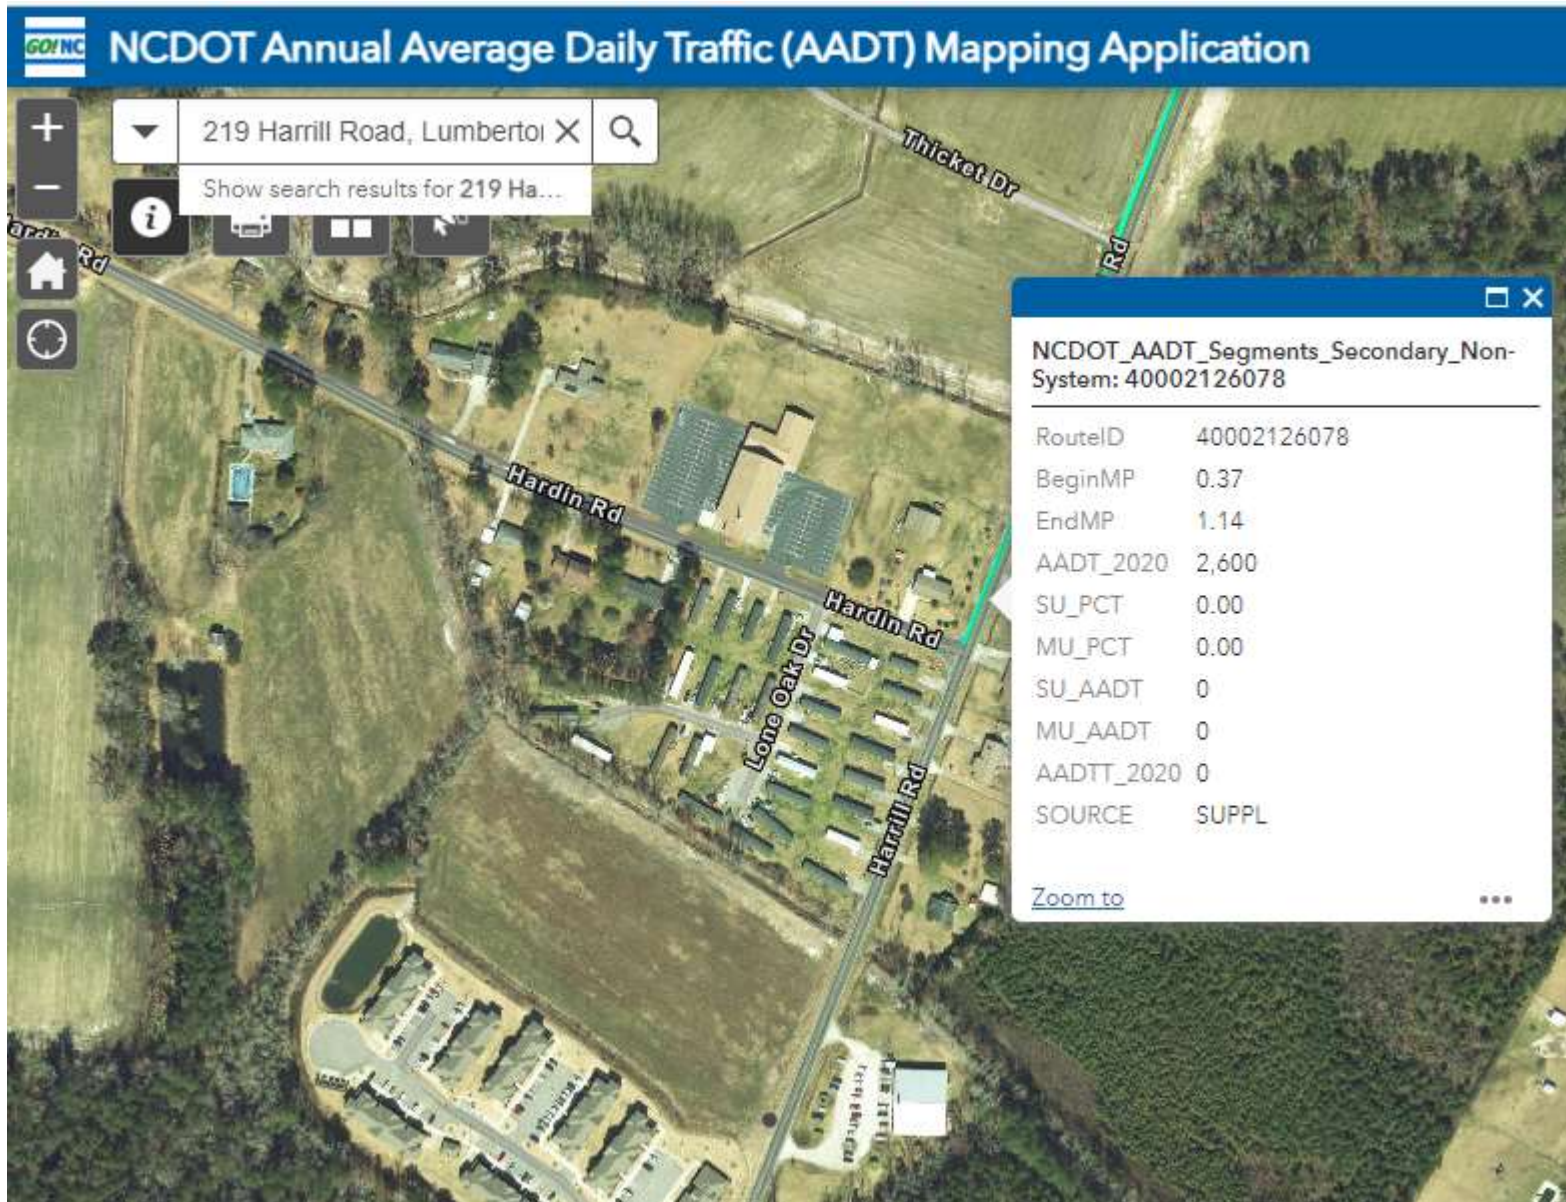 GO!NC
NCDOT Annual Average Daily Traffic (AADT) Mapping Application
+
219 Harrill Road, Lumberto
Show search results for 219 Ha...
−
i
Thicket Dr
Rd
Hardin Rd
NCDOT_AADT_Segments_Secondary_Non-
System: 40002126078
RouteID 40002126078
BeginMP 0.37
EndMP 1.14
AADT_2020 2,600
SU_PCT 0.00
MU_PCT 0.00
SU_AADT 0
MU_AADT 0
AADTT_2020 0
SOURCE SUPPL
Zoom to
Hardin Rd
Hardin Rd
Lone Oak Dr
Harrill Rd